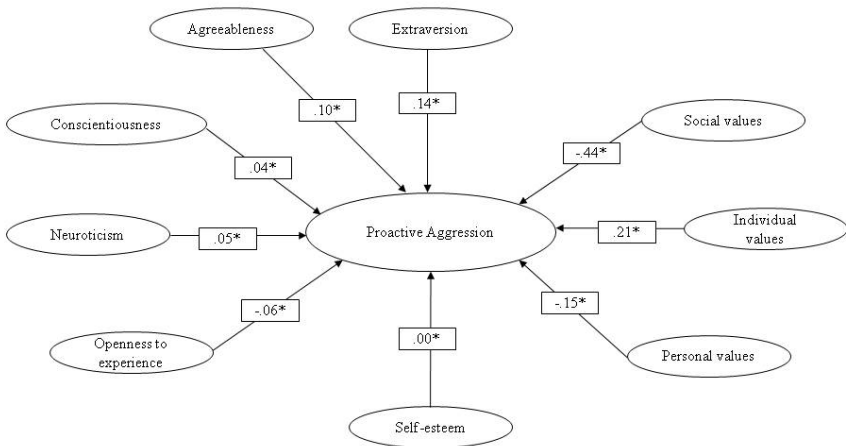 Agreeableness
Extraversion
.10*
.14*
Conscientiousness
Social values
.04*
-.44*
Neuroticism
.05*
Proactive Aggression
.21*
Individual
values
-.06*
-.15*
Openness to
experience
.00*
Personal values
Self-esteem